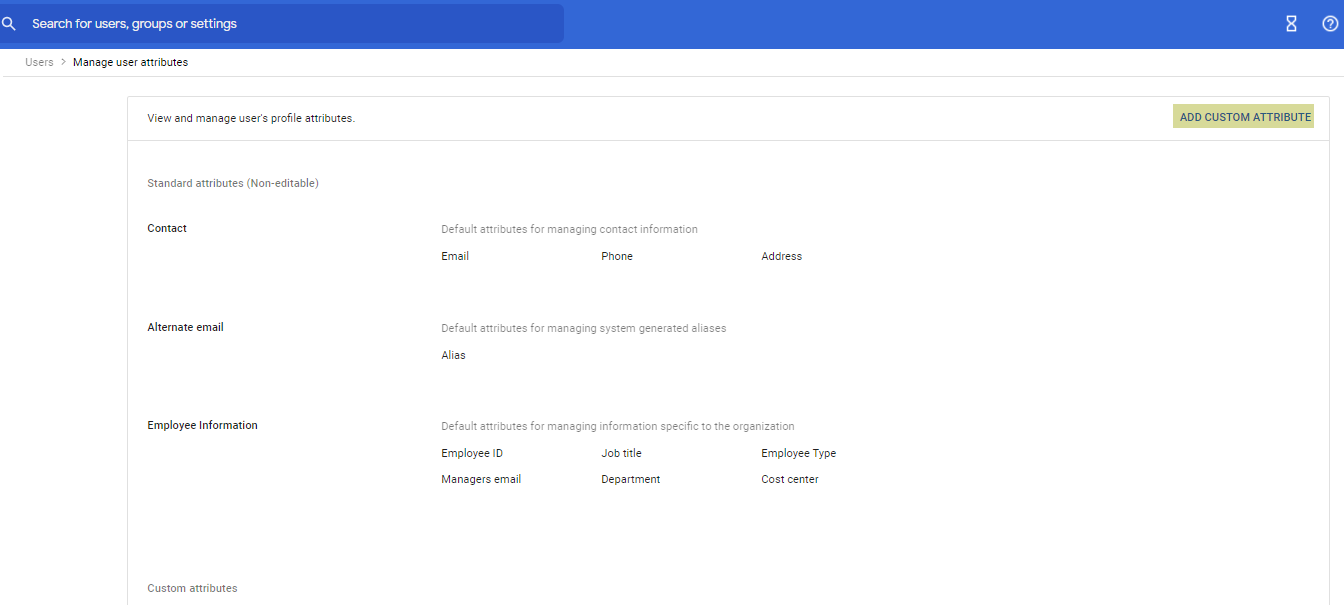 Search for users, groups or settings
Users > Manage user attributes
View and manage user's profile attributes.
ADD CUSTOM ATTRIBUTE
Standard attributes (Non-editable)
Contact
Default attributes for managing contact information
Email Phone Address
Alternate email
Default attributes for managing system generated aliases
Alias
Employee Information
Default attributes for managing information specific to the organization
Employee ID Job title Employee Type
Managers email Department Cost center
Custom attributes